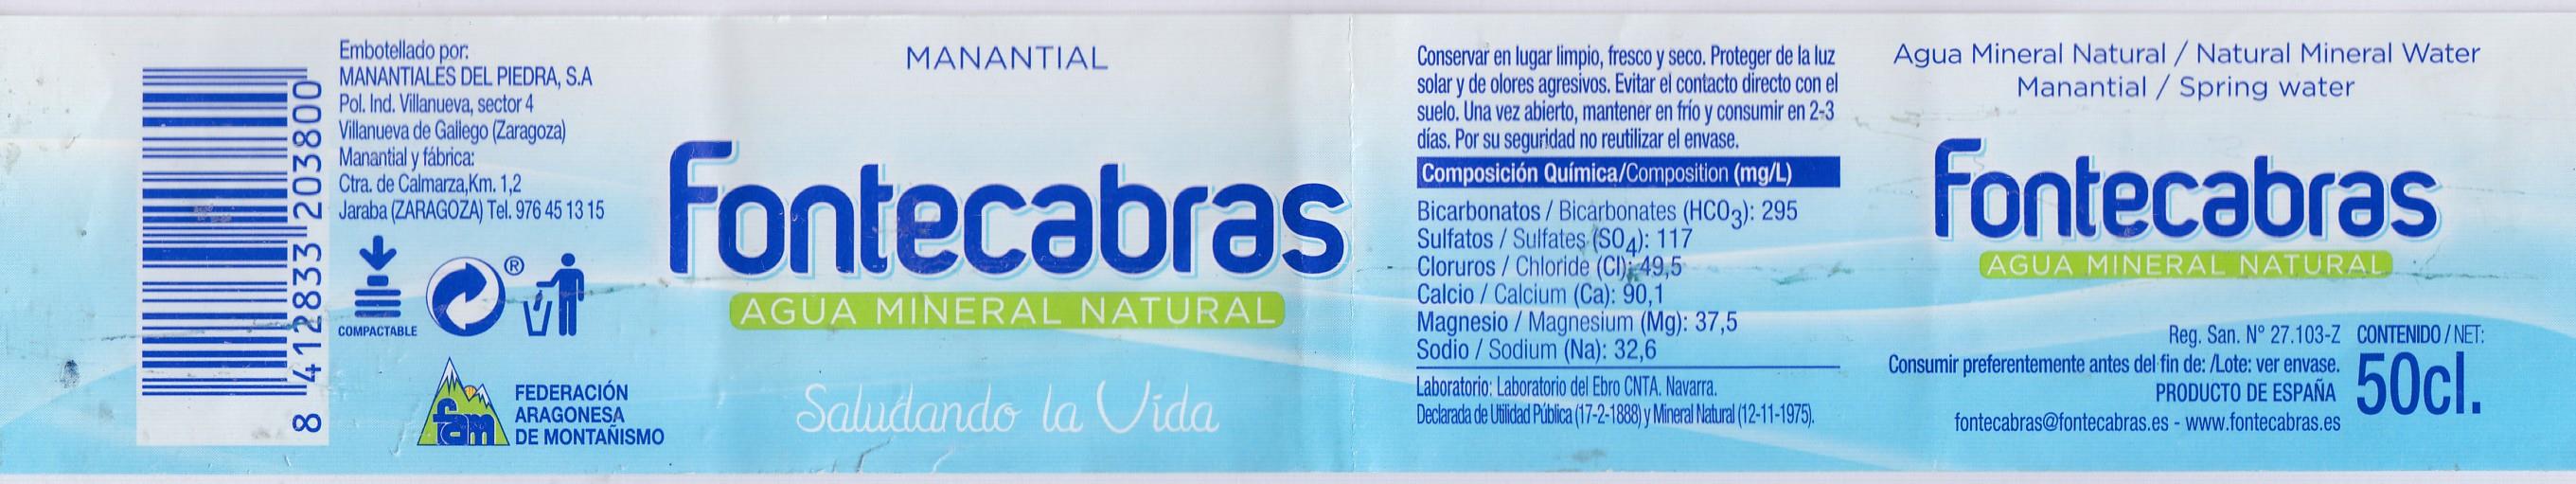 8 412833 203800
Embotellado por:
MANANTIALES DEL PIEDRA, S.A
Pol. Ind. Villanueva, sector 4
Villanueva de Gallego (Zaragoza)
Manantial y fábrica:
Ctra. de Calmarza,Km. 1,2
Jaraba (ZARAGOZA) Tel. 976 45 13 15
®
COMPACTABLE
fam
FEDERACIÓN
ARAGONESA
DE MONTAÑISMO
MANANTIAL
Fontecabras
AGUA MINERAL NATURAL
Saludando la Vida
Conservar en lugar limpio, fresco y seco. Proteger de la luz
solar y de olores agresivos. Evitar el contacto directo con el
suelo. Una vez abierto, mantener en frío y consumir en 2-3
días. Por su seguridad no reutilizar el envase.
Composición Química/Composition (mg/L)
Bicarbonatos / Bicarbonates (HCO3): 295
Sulfatos / Sulfates (SO4): 117
Cloruros / Chloride (Cl): 49,5
Calcio / Calcium (Ca): 90,1
Magnesio / Magnesium (Mg): 37,5
Sodio / Sodium (Na): 32,6
Laboratorio: Laboratorio del Ebro CNTA. Navarra.
Declarada de Utilidad Pública (17-2-1888) y Mineral Natural (12-11-1975).
Agua Mineral Natural / Natural Mineral Water
Manantial / Spring water
Fontecabras
AGUA MINERAL NATURAL
Reg. San. Nº 27.103-Z
Consumir preferentemente antes del fin de: /Lote: ver envase.
PRODUCTO DE ESPAÑA
fontecabras@fontecabras.es - www.fontecabras.es
CONTENIDO / NET:
50cl.